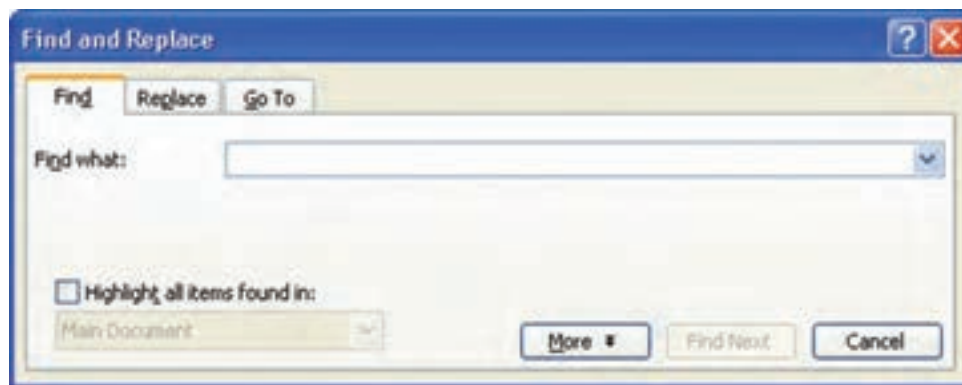 Find and Replace
Find Replace Go To
Find what:
Highlight all items found in:
Main Document
More Find Next Cancel